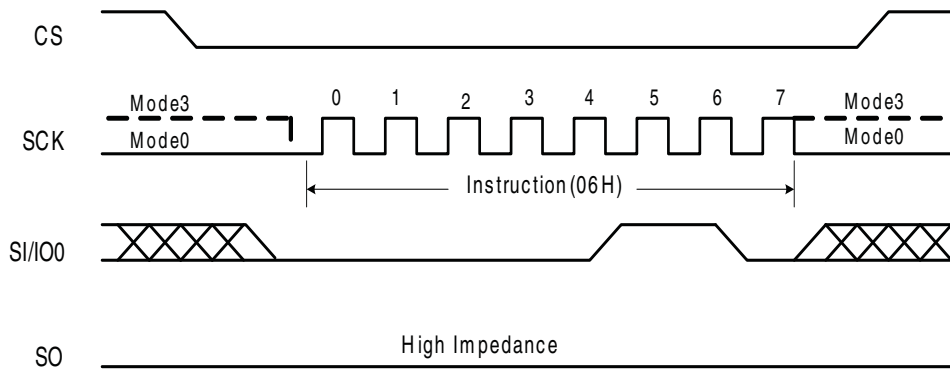 CS
0 1 2 3 4 5 6 7
Mode3 Mode3
SCK
Mode0 Mode0
Instruction(06H)
SI/IO0
High Impedance
SO